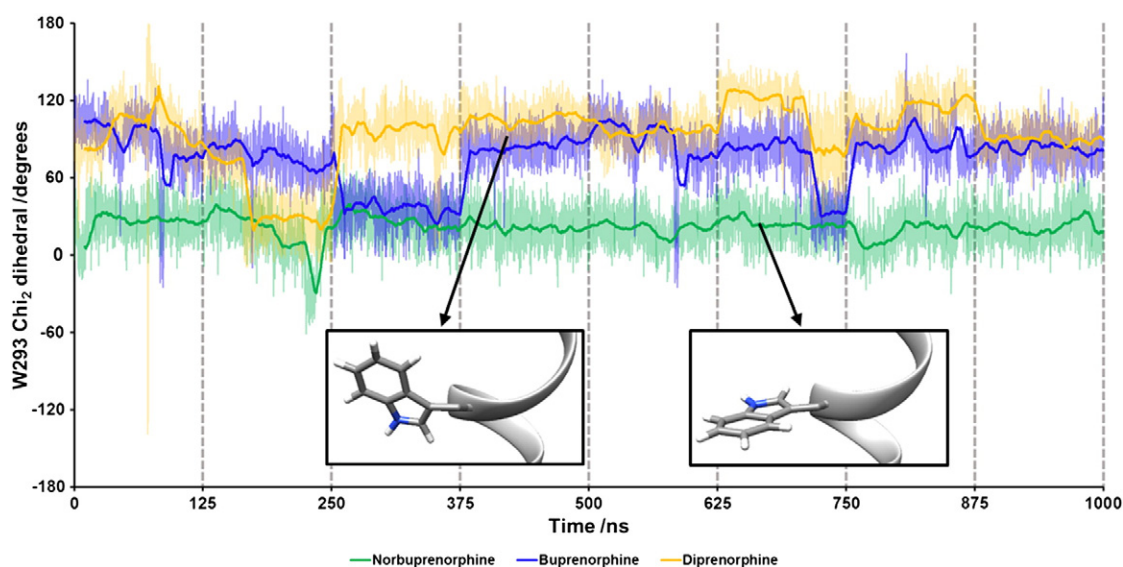 W293 Chi₂ dihedral /degrees
180
120
60
0
-60
-120
-180
0 125 250 375 500 625 750 875 1000
Time /ns
Norbuprenorphine Buprenorphine Diprenorphine